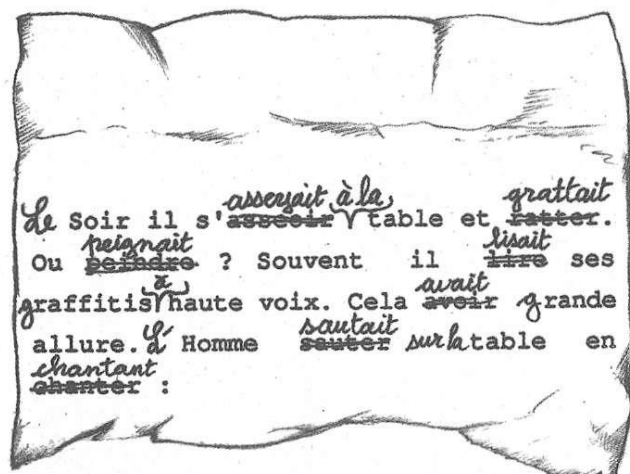 asseyait à la grattait
Le Soir il s'asseoir table et ratter.
peignait lisait
Ou peindre ? Souvent il lire ses
à avait
graffitis haute voix. Cela avoir grande
sautait
allure. L' Homme sauter sur la table en
chantant
chanter :